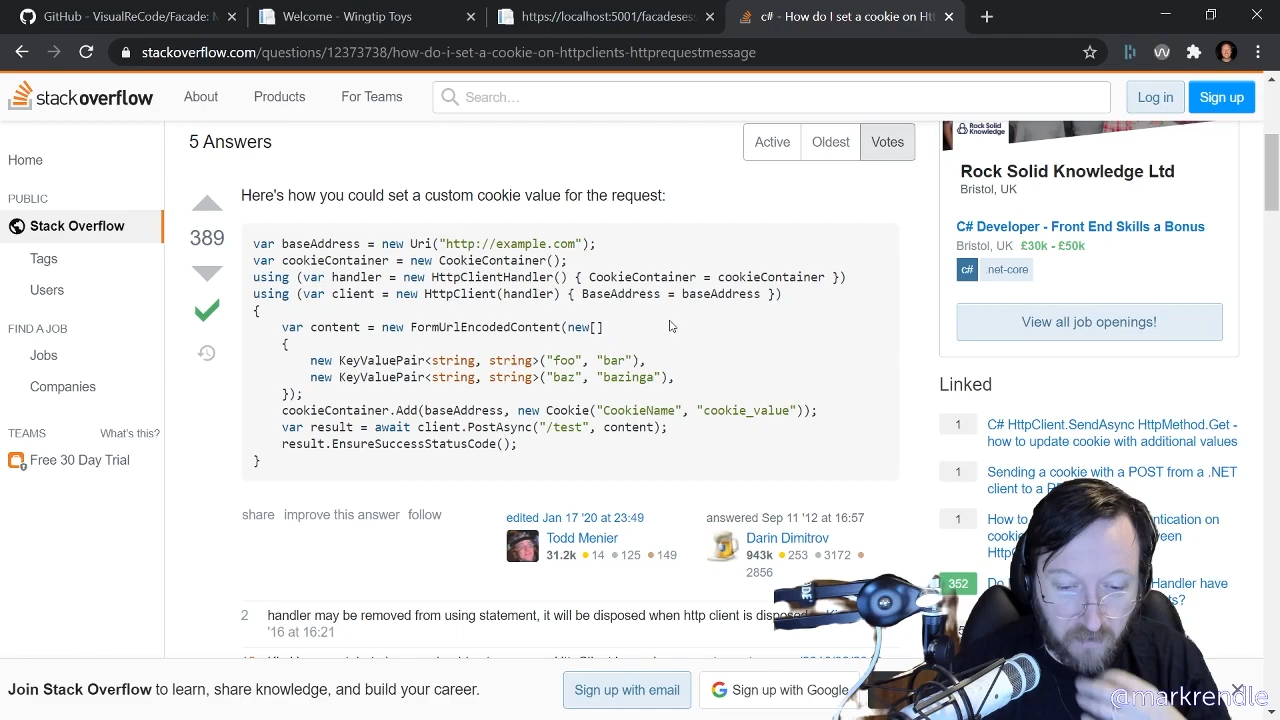 GitHub - VisualReCode/Facade: M
Welcome - Wingtip Toys
https://localhost:5001/facadesess
c# - How do I set a cookie on Htt
stackoverflow.com/questions/12373738/how-do-i-set-a-cookie-on-httpclients-httprequestmessage
stackoverflow
About
Products
For Teams
Search…
Log in
Sign up
Home
PUBLIC
Stack Overflow
Tags
Users
FIND A JOB
Jobs
Companies
TEAMS
What's this?
Free 30 Day Trial
5 Answers
Active
Oldest
Votes
389
Here's how you could set a custom cookie value for the request:
var baseAddress = new Uri("http://example.com");
var cookieContainer = new CookieContainer();
using (var handler = new HttpClientHandler() { CookieContainer = cookieContainer })
using (var client = new HttpClient(handler) { BaseAddress = baseAddress })
{
var content = new FormUrlEncodedContent(new[]
{
new KeyValuePair<string, string>("foo", "bar"),
new KeyValuePair<string, string>("baz", "bazinga"),
});
cookieContainer.Add(baseAddress, new Cookie("CookieName", "cookie_value"));
var result = await client.PostAsync("/test", content);
result.EnsureSuccessStatusCode();
}
share improve this answer follow
edited Jan 17 '20 at 23:49
Todd Menier
31.2k 14 125 149
answered Sep 11 '12 at 16:57
Darin Dimitrov
943k 253 3172
2856
2
handler may be removed from using statement, it will be disposed when http client is disposed
'16 at 16:21
Rock Solid Knowledge
Rock Solid Knowledge Ltd
Bristol, UK
C# Developer - Front End Skills a Bonus
Bristol, UK £30k - £50k
c# .net-core
View all job openings!
Linked
1
C# HttpClient.SendAsync HttpMethod.Get -
how to update cookie with additional values
1
Sending a cookie with a POST from a .NET
client to a
1
How to
on
cookie
352
Do
Handler have
Join Stack Overflow to learn, share knowledge, and build your career.
Sign up with email
Sign up with Google
@markrendle